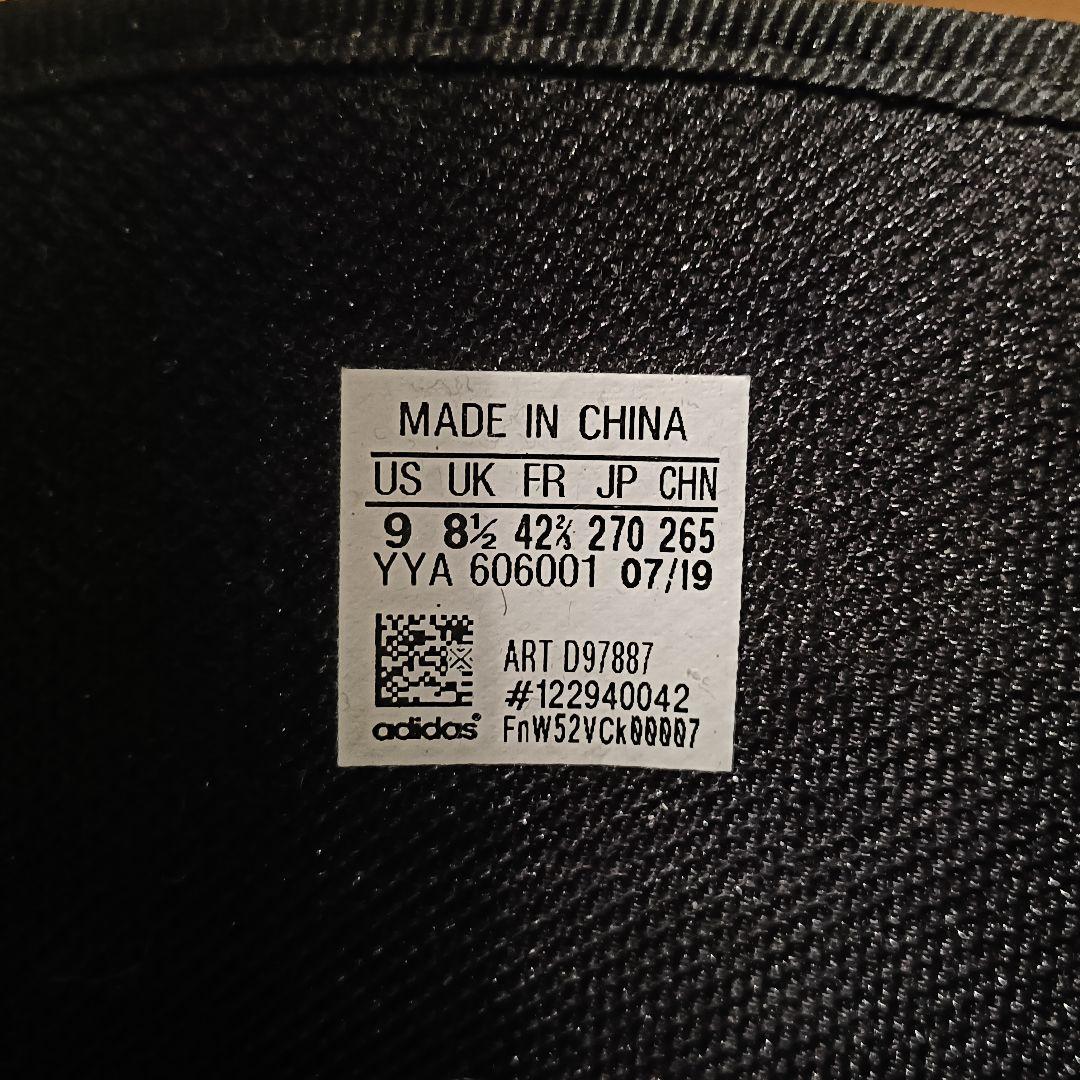 MADE IN CHINA
US UK FR JP CHN
9 8½ 42⅔ 270 265
YYA 606001 07/19
ART D97887
#122940042
adidas® FnW52VCk00007